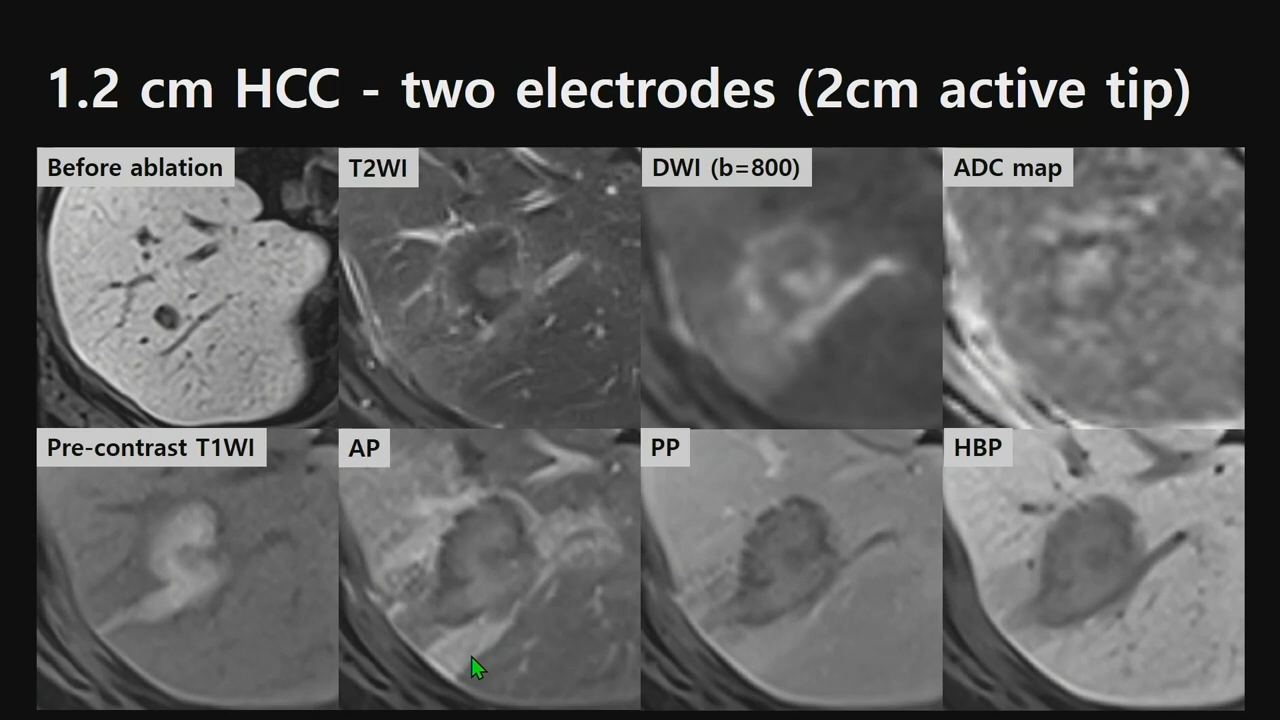 1.2 cm HCC - two electrodes (2cm active tip)
Before ablation
T2WI
DWI (b=800)
ADC map
Pre-contrast T1WI
AP
PP
HBP